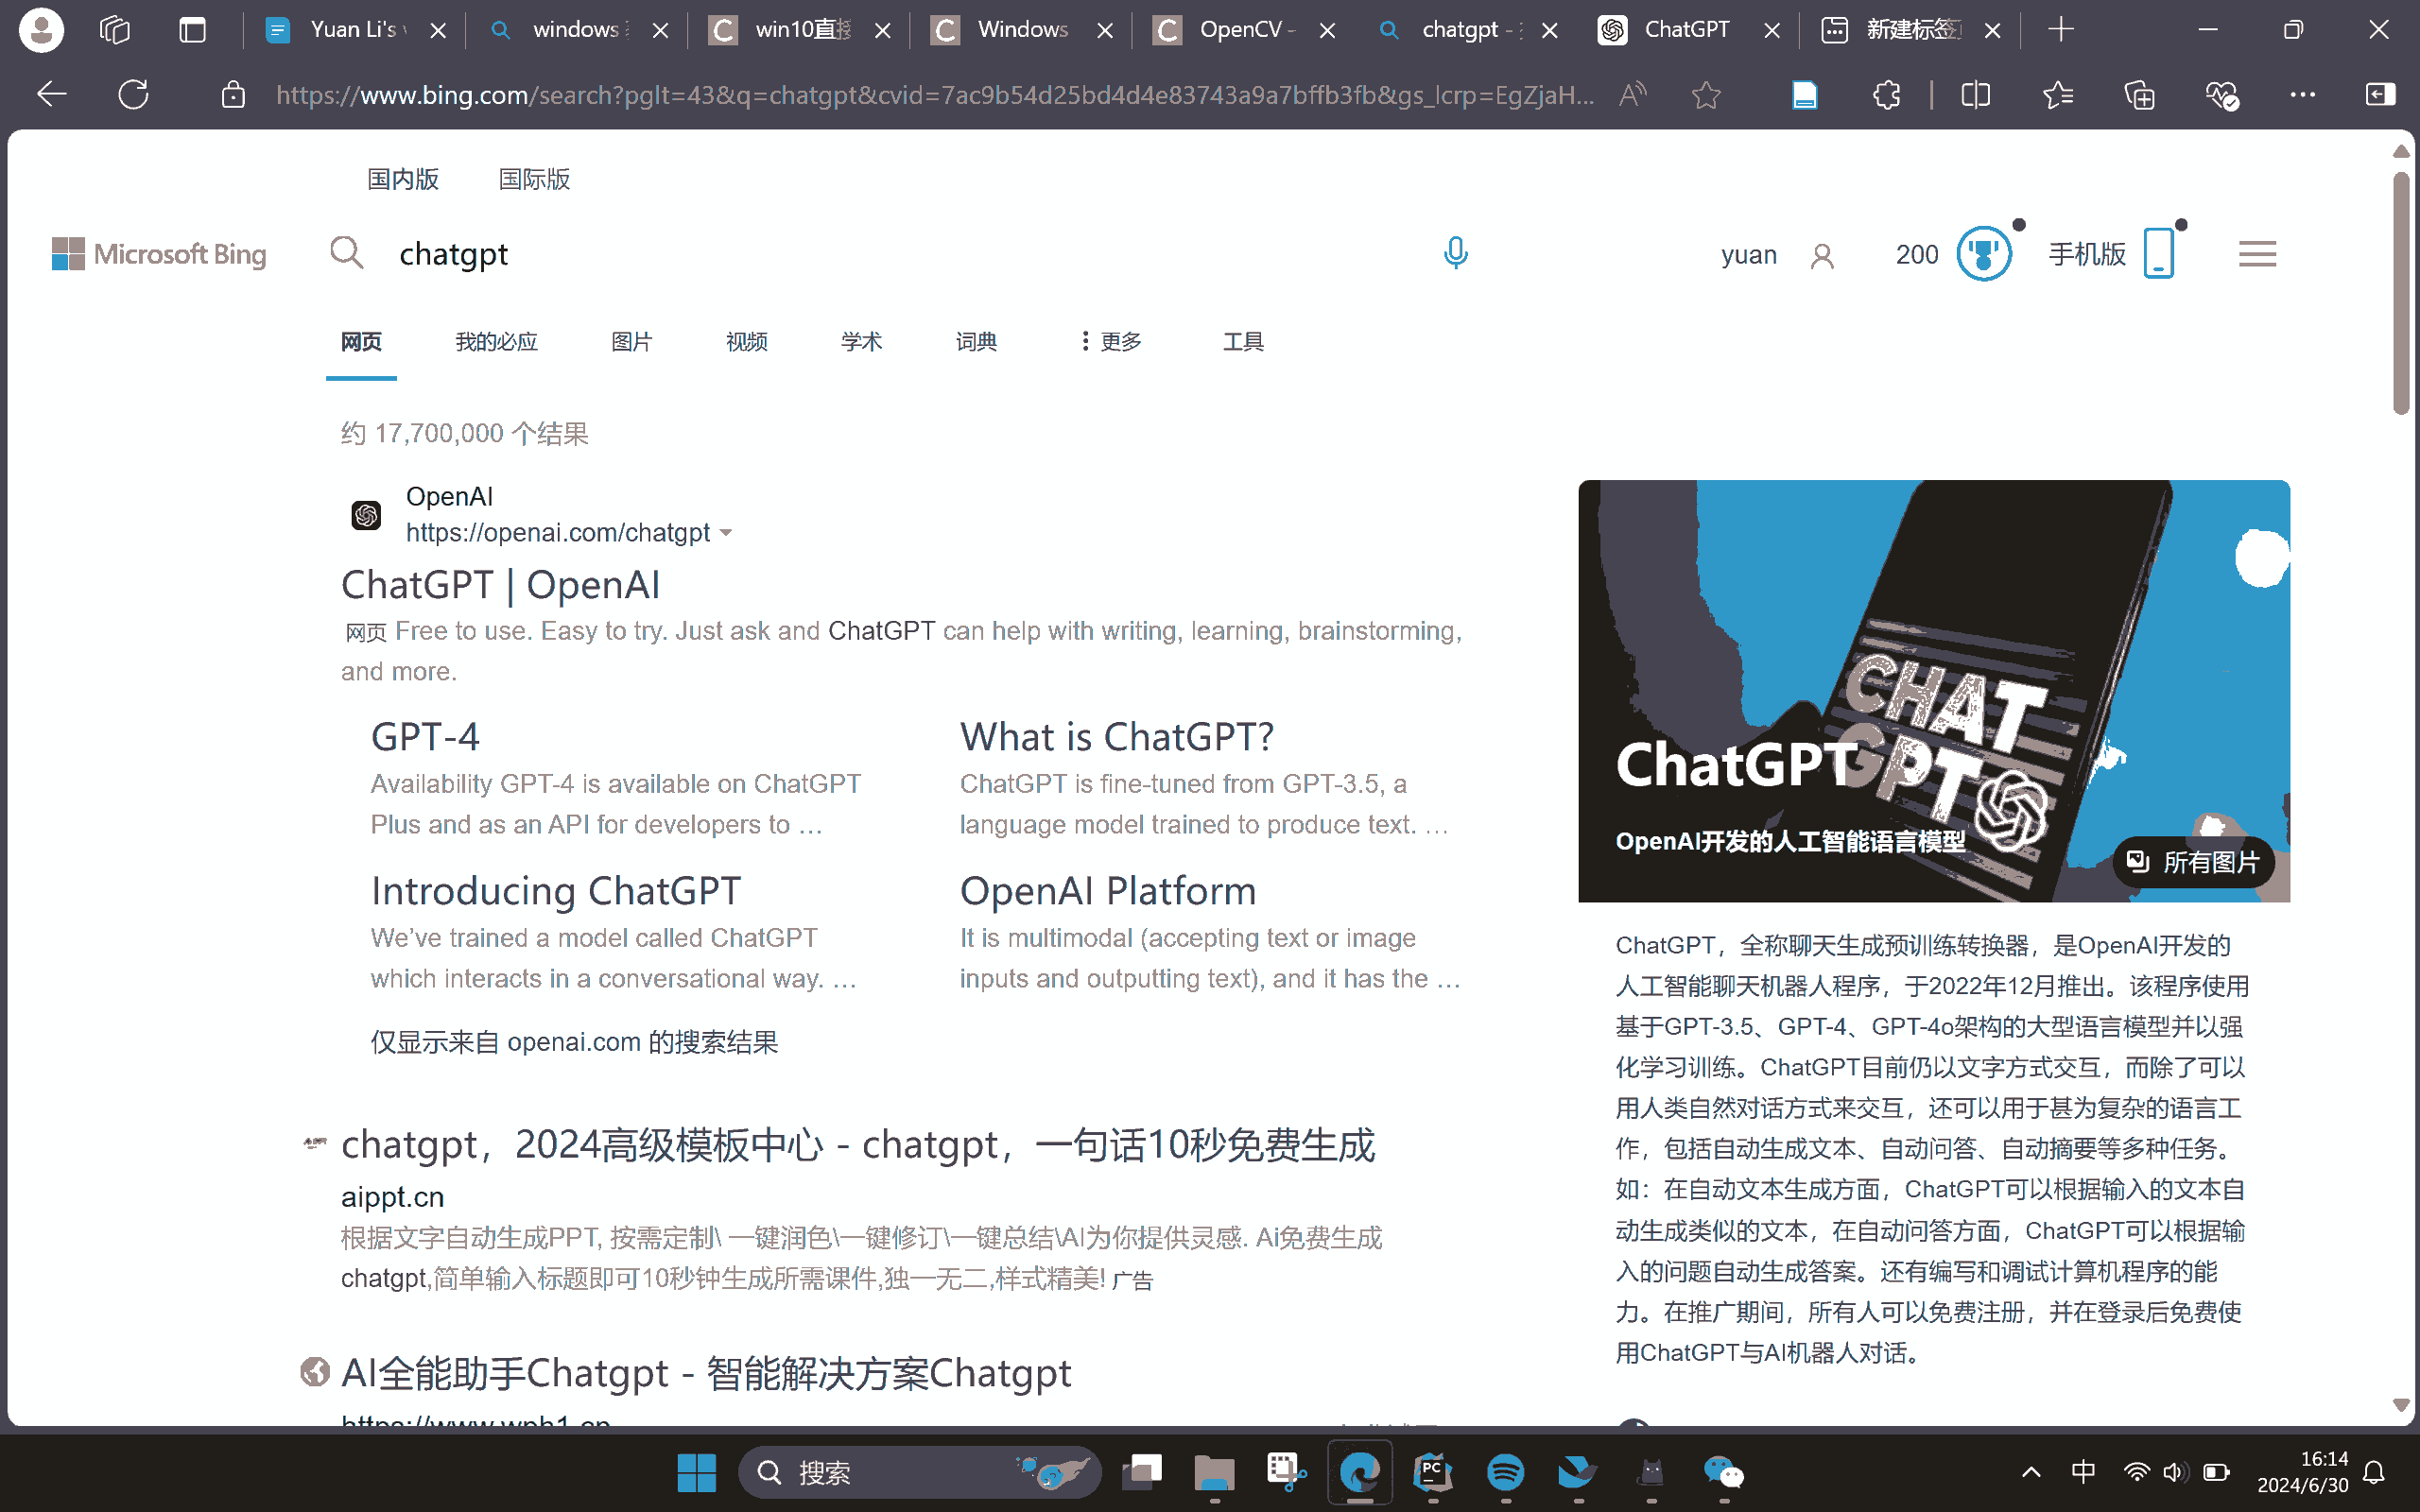 Yuan Li's
windows
win10直接
Windows
OpenCV -
chatgpt -
ChatGPT
新建标签
https://www.bing.com/search?pglt=43&q=chatgpt&cvid=7ac9b54d25bd4d4e83743a9a7bffb3fb&gs_lcrp=EgZjaH...
国内版 国际版
Microsoft Bing
chatgpt
yuan
200
手机版
网页 我的必应 图片 视频 学术 词典 更多 工具
约 17,700,000 个结果
OpenAI
https://openai.com/chatgpt
ChatGPT | OpenAI
网页 Free to use. Easy to try. Just ask and ChatGPT can help with writing, learning, brainstorming,
and more.
GPT-4
Availability GPT-4 is available on ChatGPT
Plus and as an API for developers to …
What is ChatGPT?
ChatGPT is fine-tuned from GPT-3.5, a
language model trained to produce text. …
Introducing ChatGPT
We’ve trained a model called ChatGPT
which interacts in a conversational way. …
OpenAI Platform
It is multimodal (accepting text or image
inputs and outputting text), and it has the …
仅显示来自 openai.com 的搜索结果
chatgpt，2024高级模板中心 - chatgpt，一句话10秒免费生成
aippt.cn
根据文字自动生成PPT, 按需定制\ 一键润色\一键修订\一键总结\AI为你提供灵感. Ai免费生成
chatgpt,简单输入标题即可10秒钟生成所需课件,独一无二,样式精美! 广告
AI全能助手Chatgpt - 智能解决方案Chatgpt
https://www.wph1.cn
CHAT
GPT
ChatGPT
OpenAI开发的人工智能语言模型
所有图片
ChatGPT，全称聊天生成预训练转换器，是OpenAI开发的
人工智能聊天机器人程序，于2022年12月推出。该程序使用
基于GPT-3.5、GPT-4、GPT-4o架构的大型语言模型并以强
化学习训练。ChatGPT目前仍以文字方式交互，而除了可以
用人类自然对话方式来交互，还可以用于甚为复杂的语言工
作，包括自动生成文本、自动问答、自动摘要等多种任务。
如：在自动文本生成方面，ChatGPT可以根据输入的文本自
动生成类似的文本，在自动问答方面，ChatGPT可以根据输
入的问题自动生成答案。还有编写和调试计算机程序的能
力。在推广期间，所有人可以免费注册，并在登录后免费使
用ChatGPT与AI机器人对话。
搜索
PC
中
16:14
2024/6/30